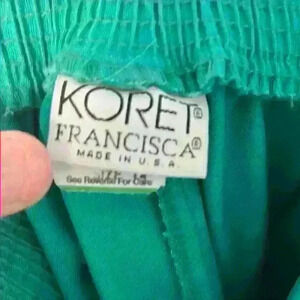 KORET®
FRANCISCA®
MADE IN U.S.A.
See Reverse For Care